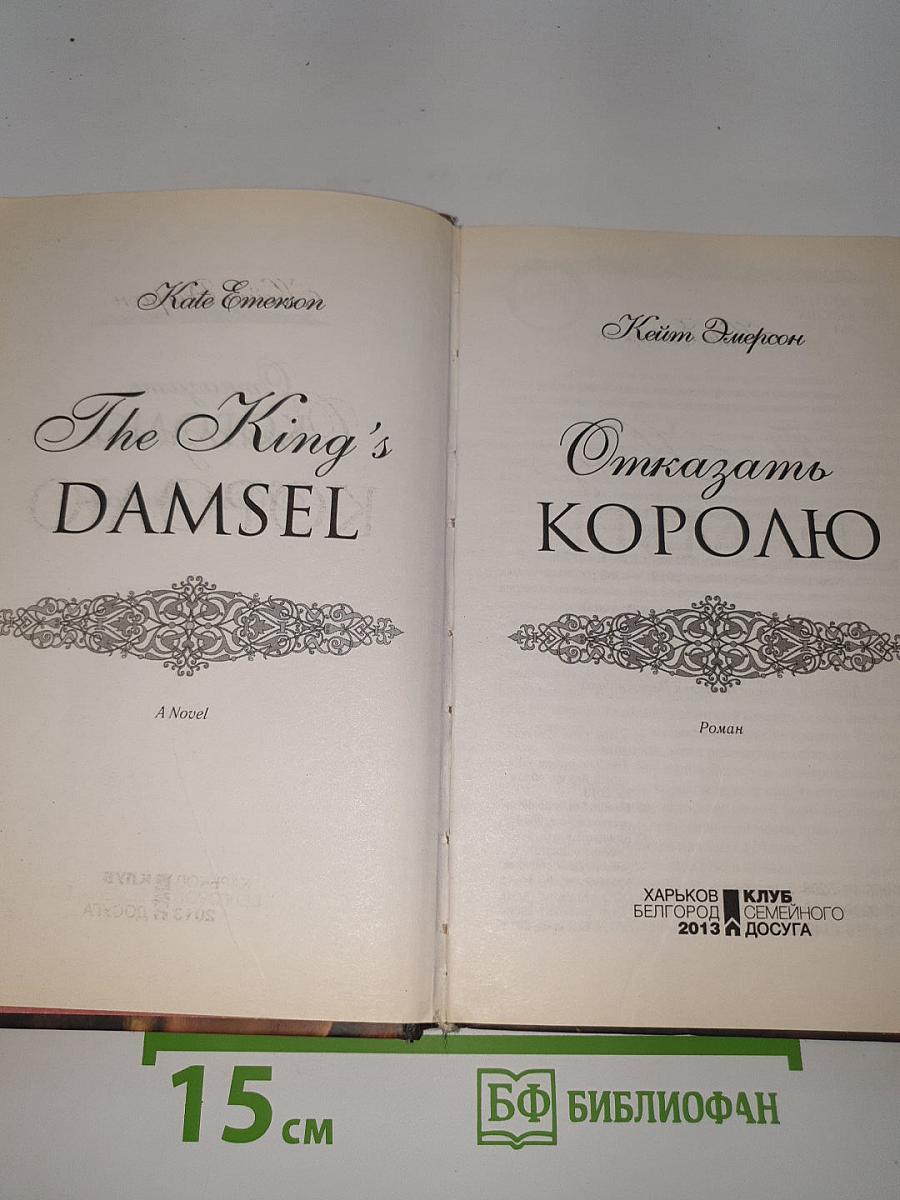 Kate Emerson
The King's
DAMSEL
A Novel
Кейт Эмерсон
Отказать
КОРОЛЮ
Роман
ХАРЬКОВ
БЕЛГОРОД
2013
КЛУБ
СЕМЕЙНОГО
ДОСУГА
15 см
БФ БИБЛИОФАН